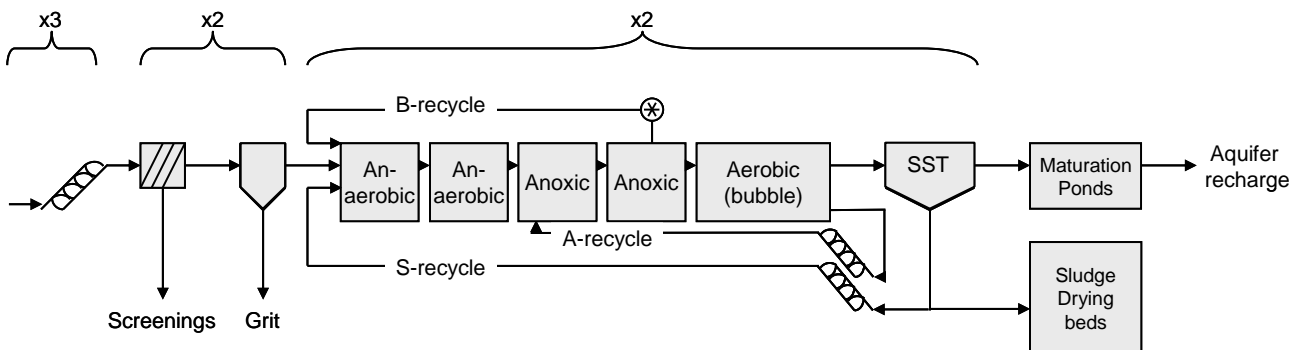 x3
x2
x2
B-recycle
An-
aerobic
An-
aerobic
Anoxic
Anoxic
Aerobic
(bubble)
SST
Maturation
Ponds
Aquifer
recharge
A-recycle
S-recycle
Sludge
Drying
beds
Screenings
Grit